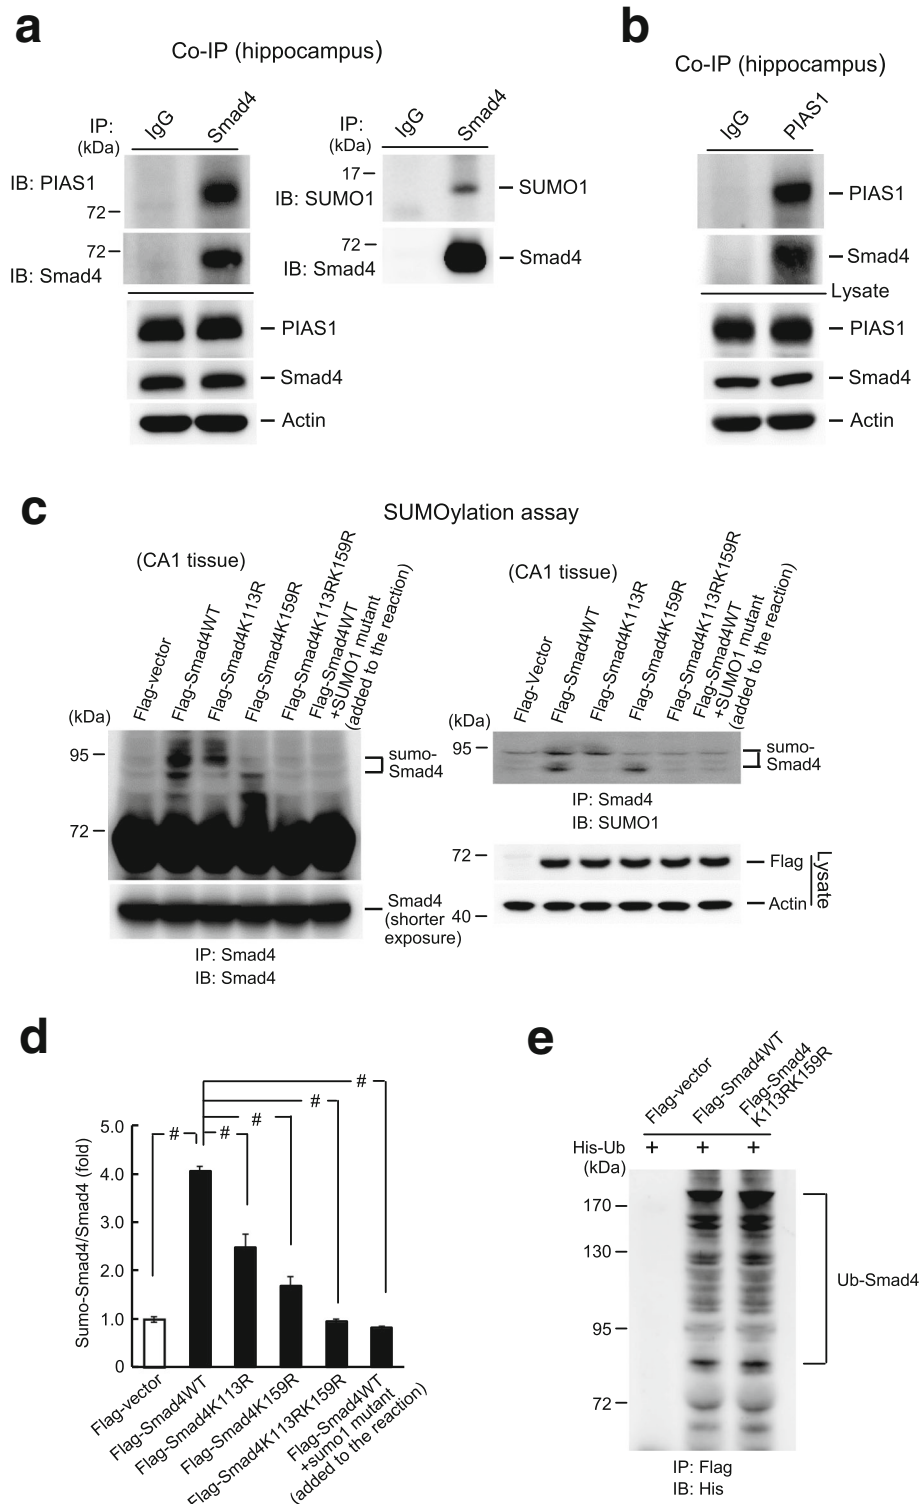 a
Co-IP (hippocampus)
IP:
(kDa)
IgG
Smad4
IB: PIAS1
72
72
IB: Smad4
PIAS1
Smad4
Actin
IP:
(kDa)
IgG
Smad4
17
IB: SUMO1
SUMO1
72
IB: Smad4
Smad4
b
Co-IP (hippocampus)
IgG
PIAS1
PIAS1
Smad4
Lysate
PIAS1
Smad4
Actin
c
SUMOylation assay
(CA1 tissue)
Flag-vector
Flag-Smad4WT
Flag-Smad4K113R
Flag-Smad4K159R
Flag-Smad4K113RK159R
Flag-Smad4WT
+SUMO1 mutant
(added to the reaction)
(kDa)
95
sumo-
Smad4
72
Smad4
(shorter
exposure)
IP: Smad4
IB: Smad4
(CA1 tissue)
Flag-Vector
Flag-Smad4WT
Flag-Smad4K113R
Flag-Smad4K159R
Flag-Smad4K113RK159R
Flag-Smad4WT
+SUMO1 mutant
(added to the reaction)
(kDa)
95
sumo-
Smad4
IP: Smad4
IB: SUMO1
72
Flag
Actin
40
Lysate
d
Sumo-Smad4/Smad4 (fold)
5.0
4.0
3.0
2.0
1.0
0
#
#
#
#
#
Flag-vector
Flag-Smad4WT
Flag-Smad4K113R
Flag-Smad4K159R
Flag-Smad4K113RK159R
Flag-Smad4WT
+sumo1 mutant
(added to the reaction)
e
Flag-vector
Flag-Smad4WT
Flag-Smad4
K113RK159R
His-Ub + + +
(kDa)
170
130
95
72
Ub-Smad4
IP: Flag
IB: His